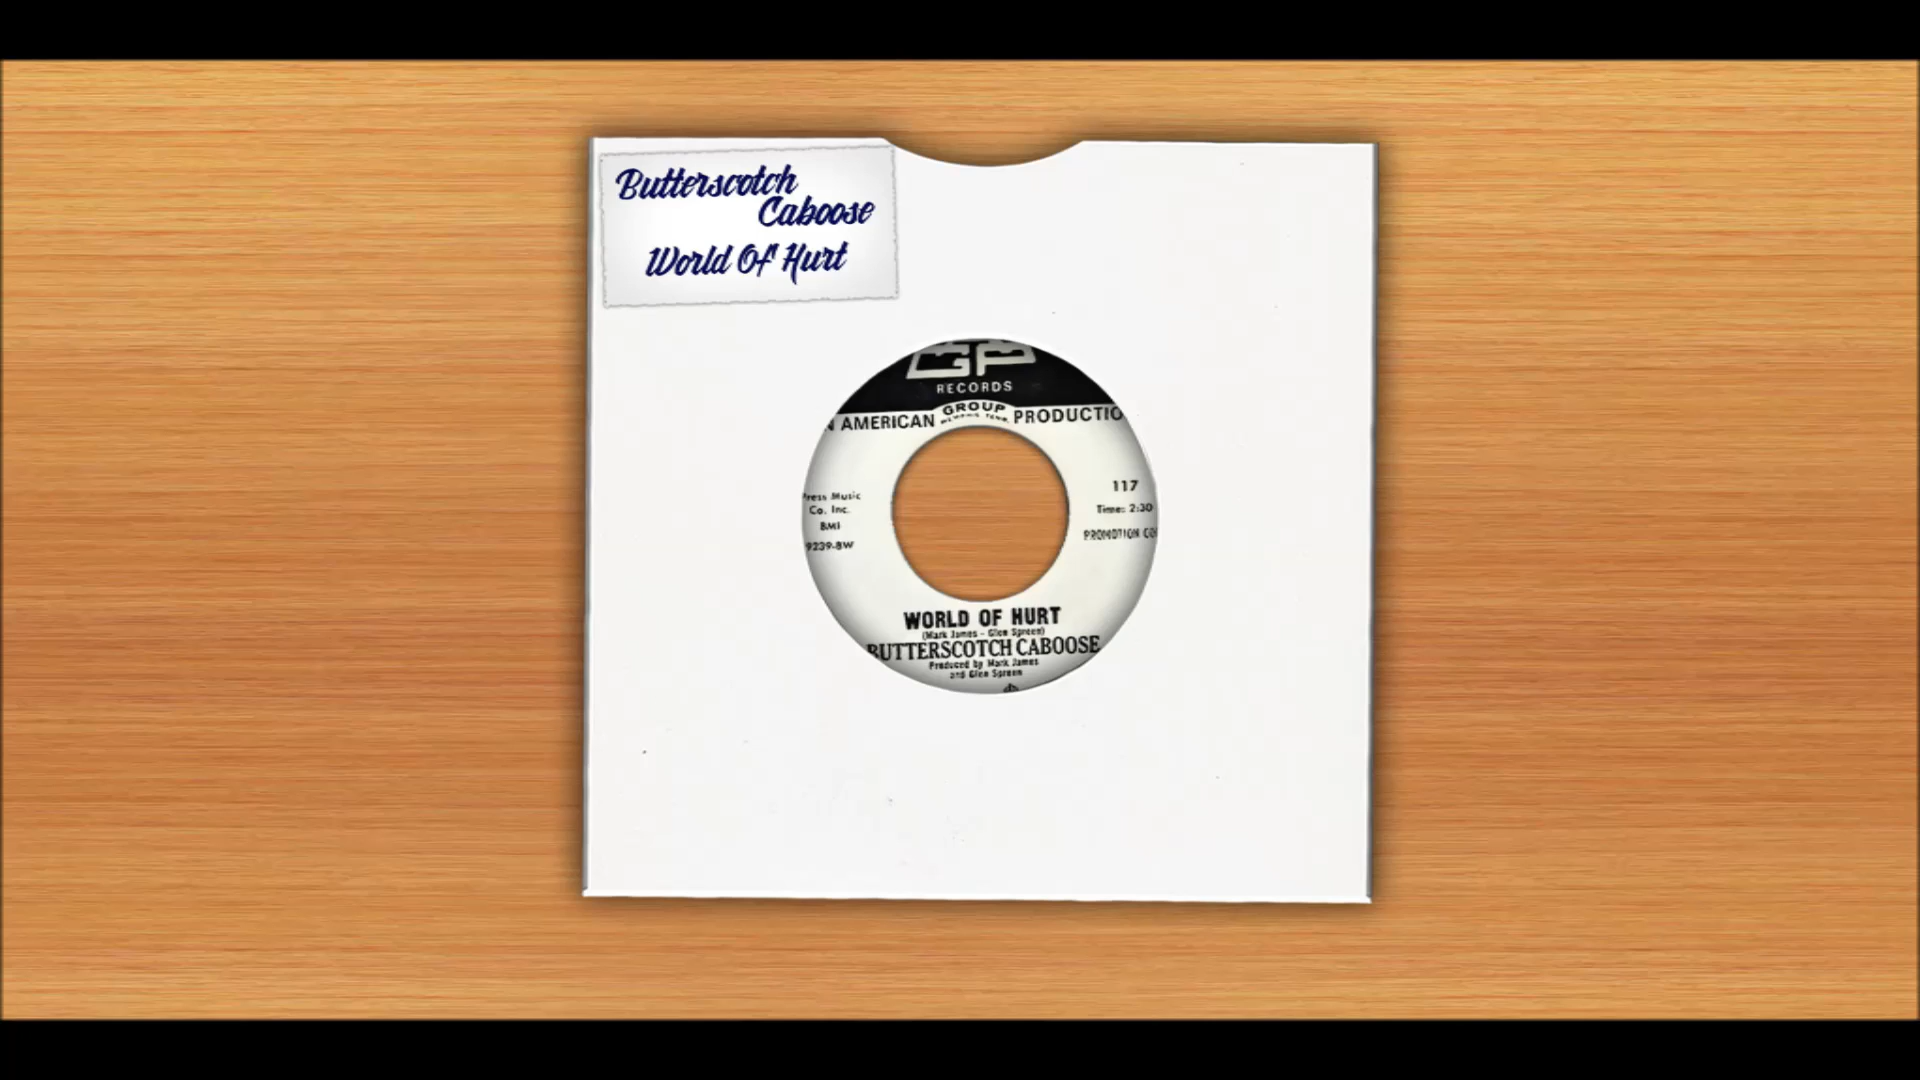 Butterscotch
Caboose
World Of Hurt
RECORDS
AMERICAN GROUP PRODUCTIO
MEMPHIS TENN.
Press Music
Co. Inc.
BMI
9239-BW
117
Time: 2:30
PROMOTION CO
WORLD OF HURT
(Mark James - Glen Spreen)
BUTTERSCOTCH CABOOSE
Produced by Mark James
and Glen Spreen